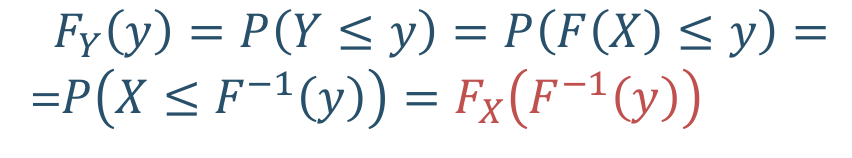 F_Y(y) = P(Y ≤ y) = P(F(X) ≤ y) =
=P(X ≤ F⁻¹(y)) = F_X(F⁻¹(y))